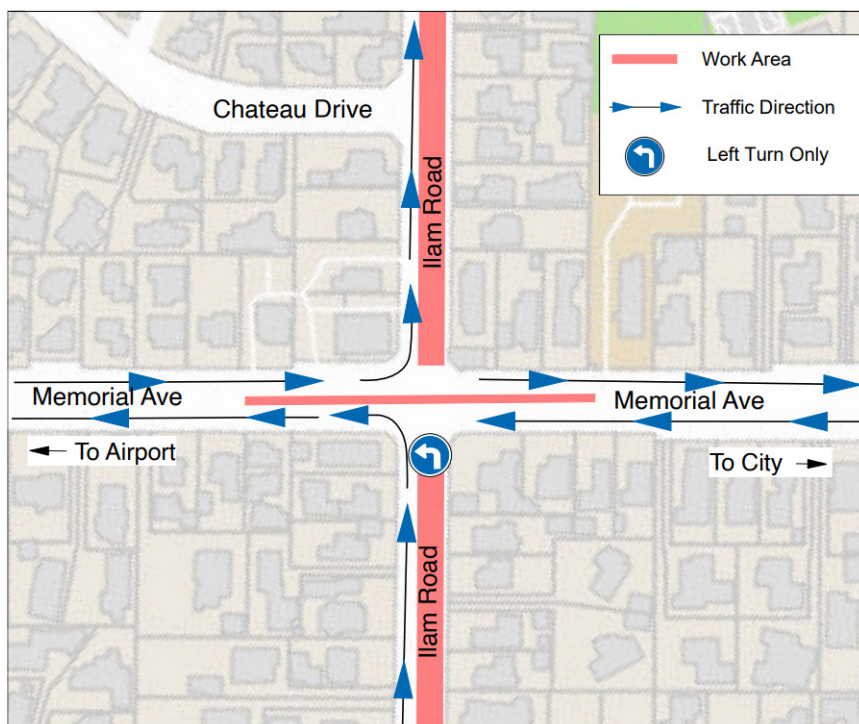 Work Area
Traffic Direction
Left Turn Only
Chateau Drive
Ilam Road
Memorial Ave
Memorial Ave
To Airport
To City
Ilam Road